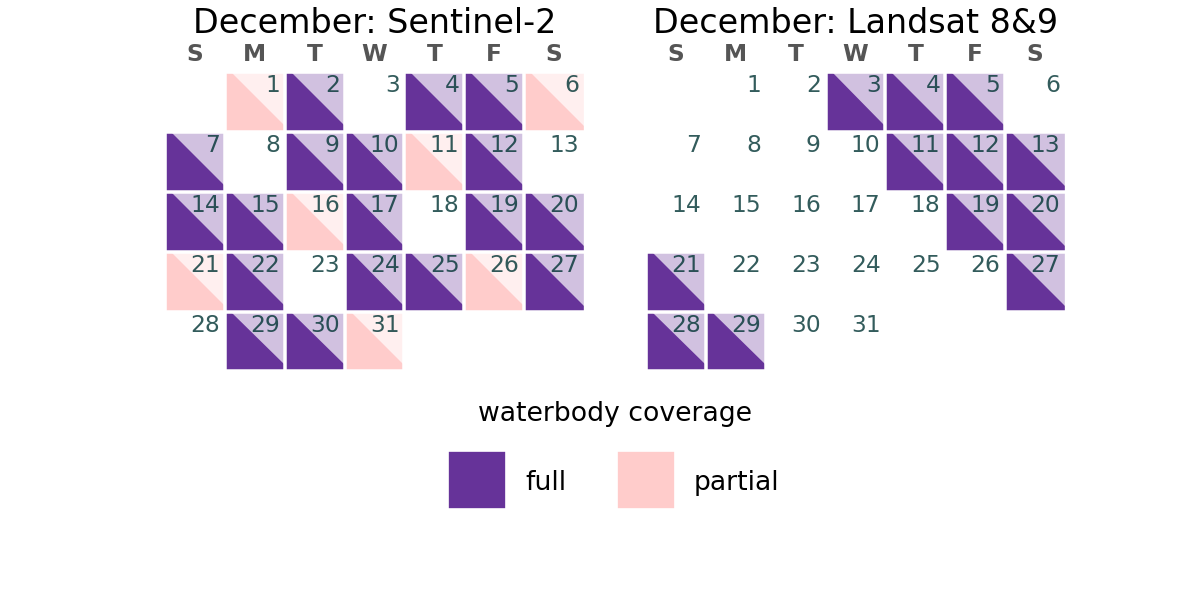 December: Sentinel-2
S M T W T F S
1 2 3 4 5 6
7 8 9 10 11 12 13
14 15 16 17 18 19 20
21 22 23 24 25 26 27
28 29 30 31
December: Landsat 8&9
S M T W T F S
1 2 3 4 5 6
7 8 9 10 11 12 13
14 15 16 17 18 19 20
21 22 23 24 25 26 27
28 29 30 31
waterbody coverage
full partial